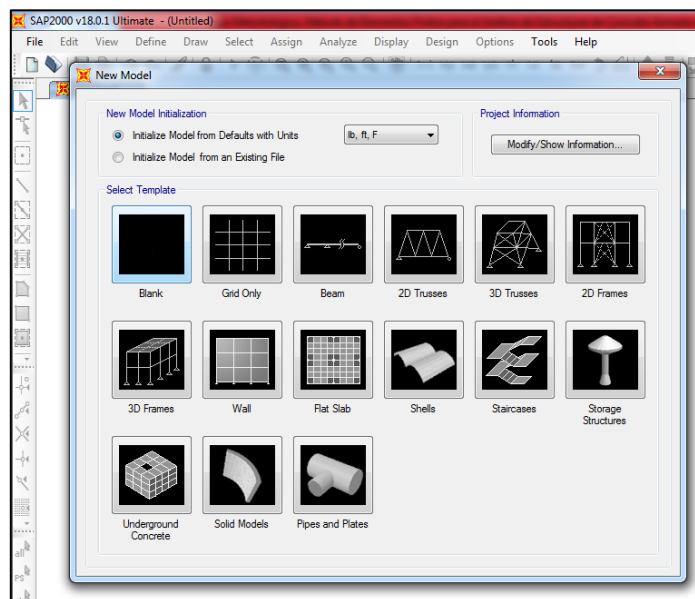 SAP2000 v18.0.1 Ultimate - (Untitled)
File Edit View Define Draw Select Assign Analyze Display Design Options Tools Help
New Model
New Model Initialization
Project Information
Initialize Model from Defaults with Units
lb, ft, F
Initialize Model from an Existing File
Modify/Show Information...
Select Template
Blank Grid Only Beam 2D Trusses 3D Trusses 2D Frames
3D Frames Wall Flat Slab Shells Staircases Storage
Structures
Underground Solid Models Pipes and Plates
Concrete
all
PS